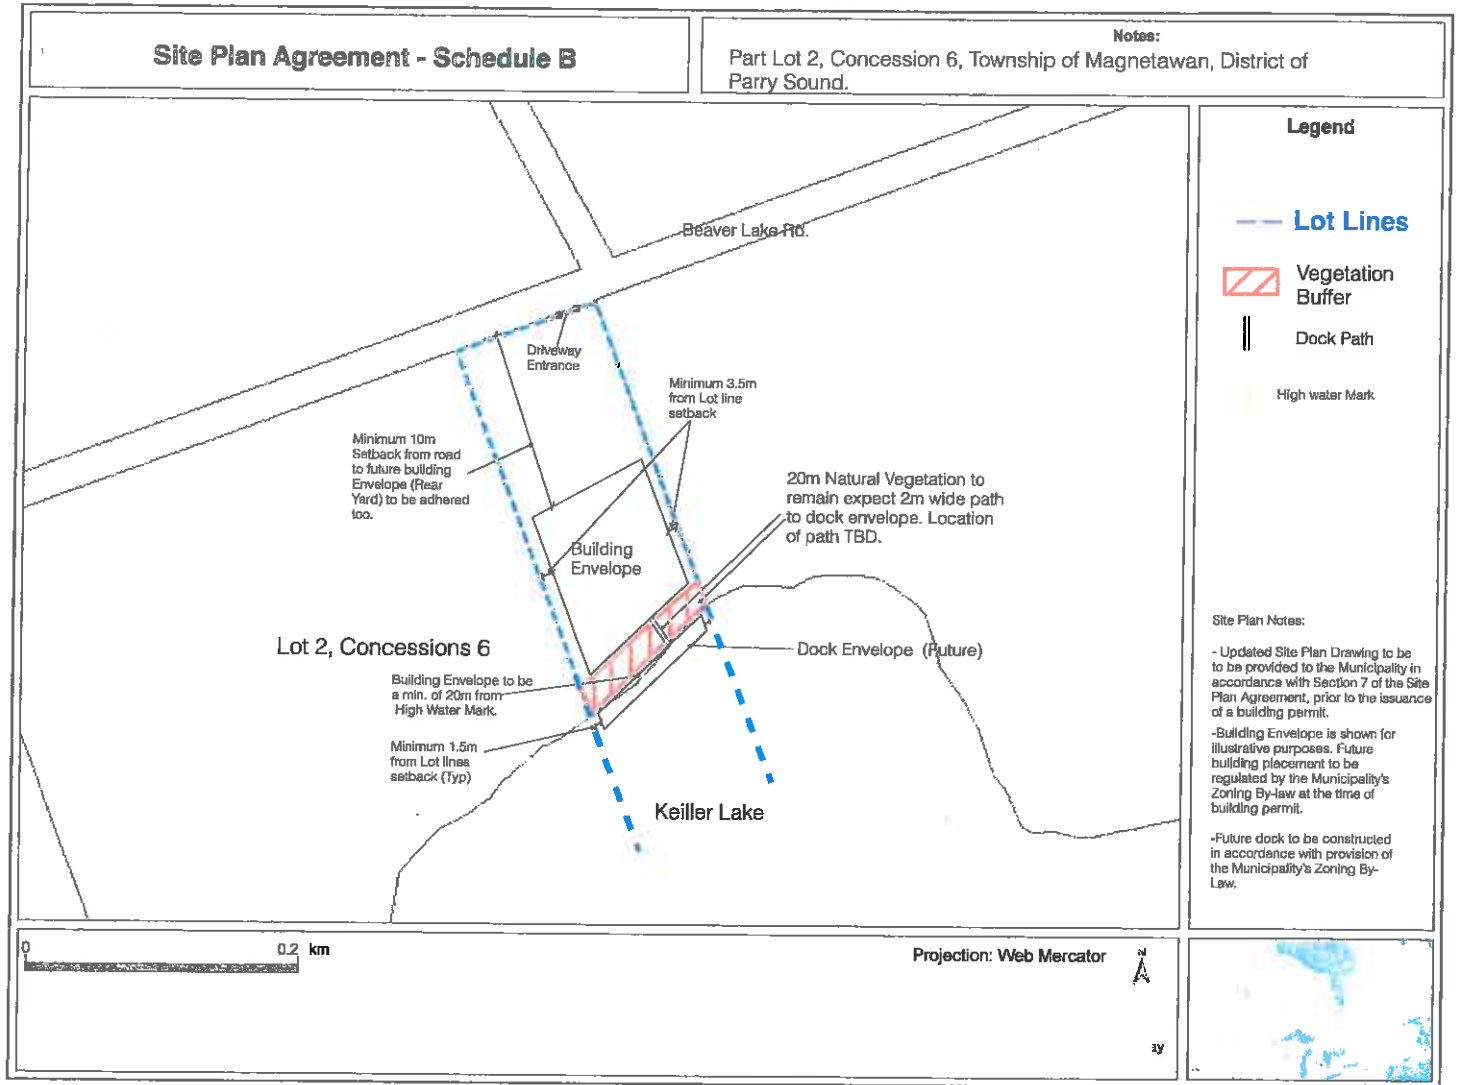 Site Plan Agreement - Schedule B
Notes:
Part Lot 2, Concession 6, Township of Magnetawan, District of
Parry Sound.
Beaver Lake Rd.
Driveway
Entrance
Minimum 3.5m
from Lot line
setback
Minimum 10m
Setback from road
to future building
Envelope (Rear
Yard) to be adhered
too.
20m Natural Vegetation to
remain expect 2m wide path
to dock envelope. Location
of path TBD.
Building
Envelope
Lot 2, Concessions 6
Dock Envelope (Future)
Building Envelope to be
a min. of 20m from
High Water Mark.
Minimum 1.5m
from Lot lines
setback (Typ)
Keiller Lake
Legend
Lot Lines
Vegetation
Buffer
Dock Path
High water Mark
Site Plan Notes:
- Updated Site Plan Drawing to be
to be provided to the Municipality in
accordance with Section 7 of the Site
Plan Agreement, prior to the issuance
of a building permit.
-Building Envelope is shown for
illustrative purposes. Future
building placement to be
regulated by the Municipality's
Zoning By-law at the time of
building permit.
-Future dock to be constructed
in accordance with provision of
the Municipality's Zoning By-
Law.
0 0.2 km
Projection: Web Mercator
N
ay